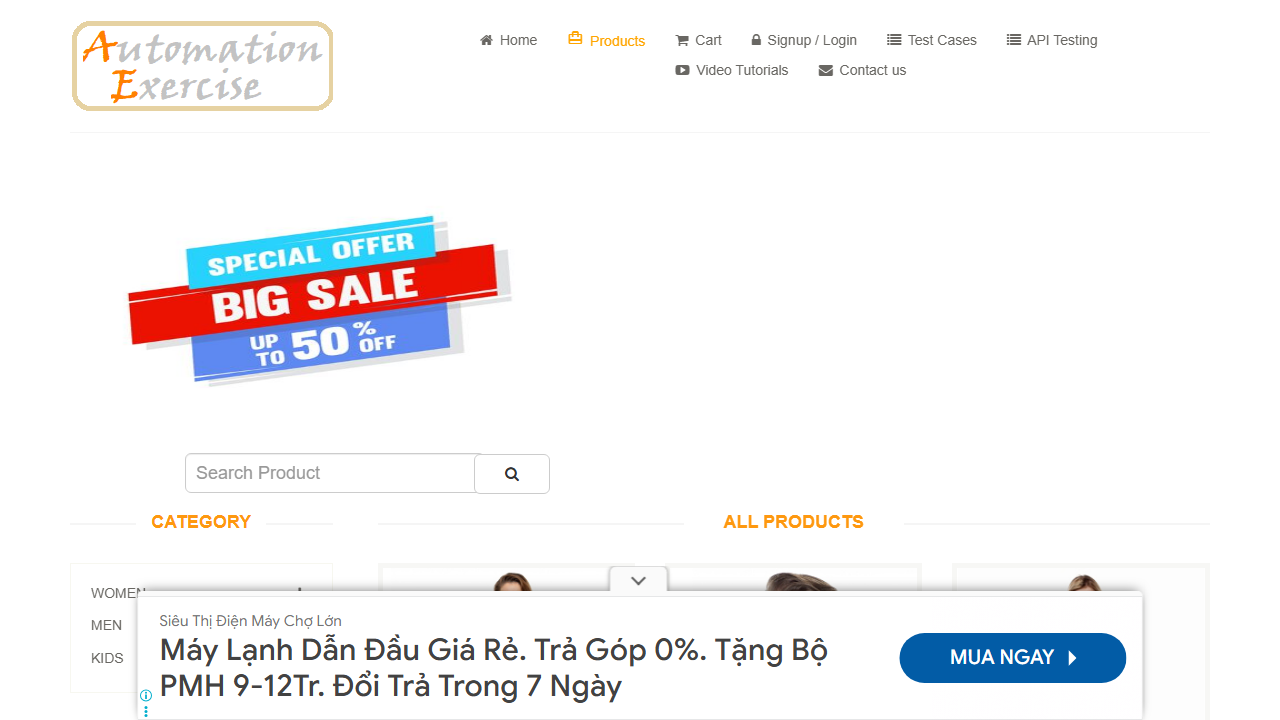 Automation
Exercise
Home
Products
Cart
Signup / Login
Test Cases
API Testing
Video Tutorials
Contact us
SPECIAL OFFER
BIG SALE
UP TO 50% OFF
Search Product
CATEGORY
ALL PRODUCTS
WOMEN
MEN
KIDS
Siêu Thị Điện Máy Chợ Lớn
Máy Lạnh Dẫn Đầu Giá Rẻ. Trả Góp 0%. Tặng Bộ
PMH 9-12Tr. Đổi Trả Trong 7 Ngày
MUA NGAY